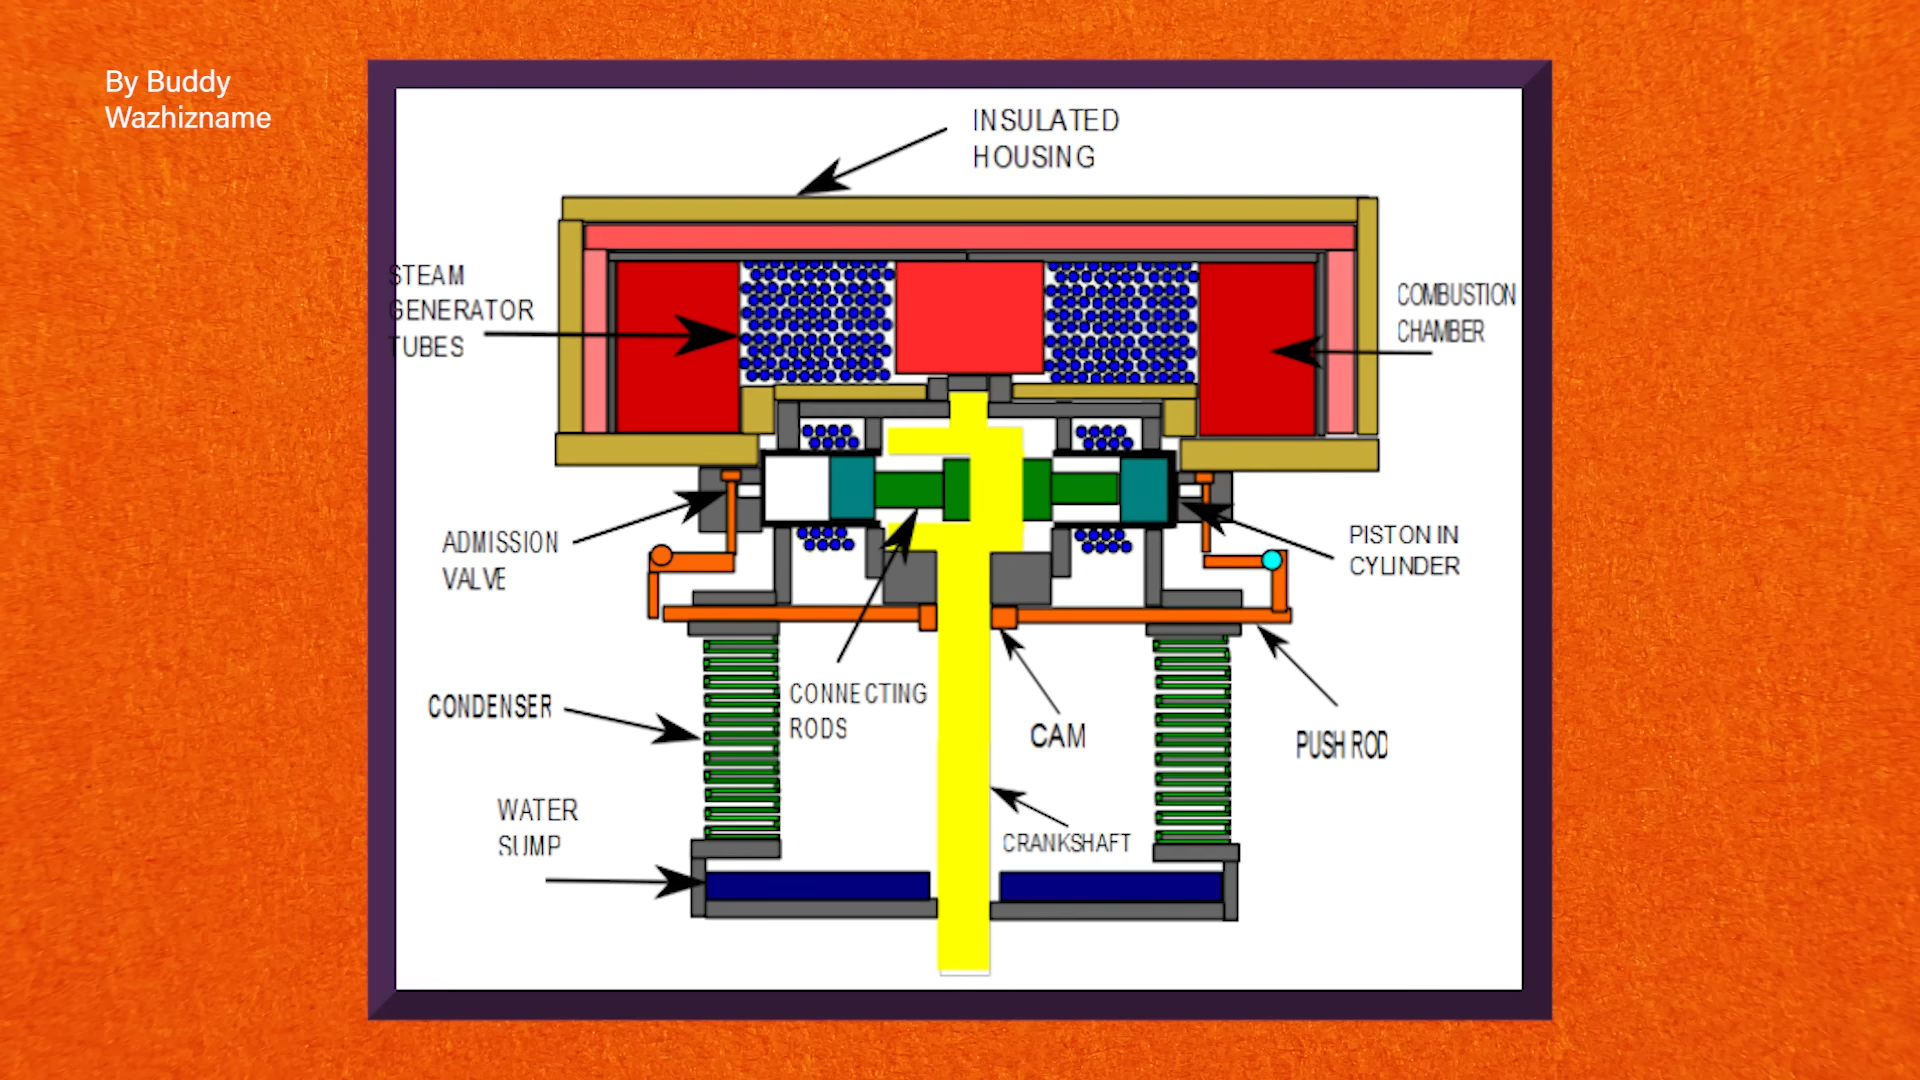 By Buddy
Wazhizname
INSULATED
HOUSING
STEAM
GENERATOR
TUBES
COMBUSTION
CHAMBER
ADMISSION
VALVE
PISTON IN
CYLINDER
CONDENSER
CONNECTING
RODS
CAM
PUSH ROD
WATER
SUMP
CRANKSHAFT